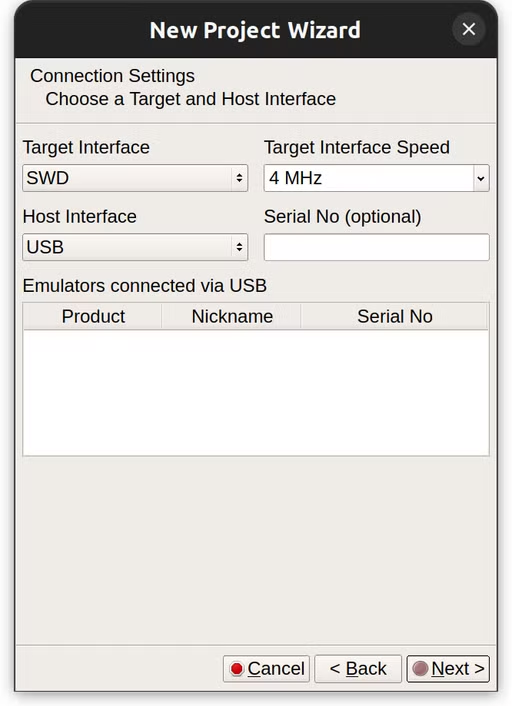 New Project Wizard
Connection Settings
Choose a Target and Host Interface
Target Interface
Target Interface Speed
SWD
4 MHz
Host Interface
Serial No (optional)
USB
Emulators connected via USB
Product Nickname Serial No
Cancel
< Back
Next >